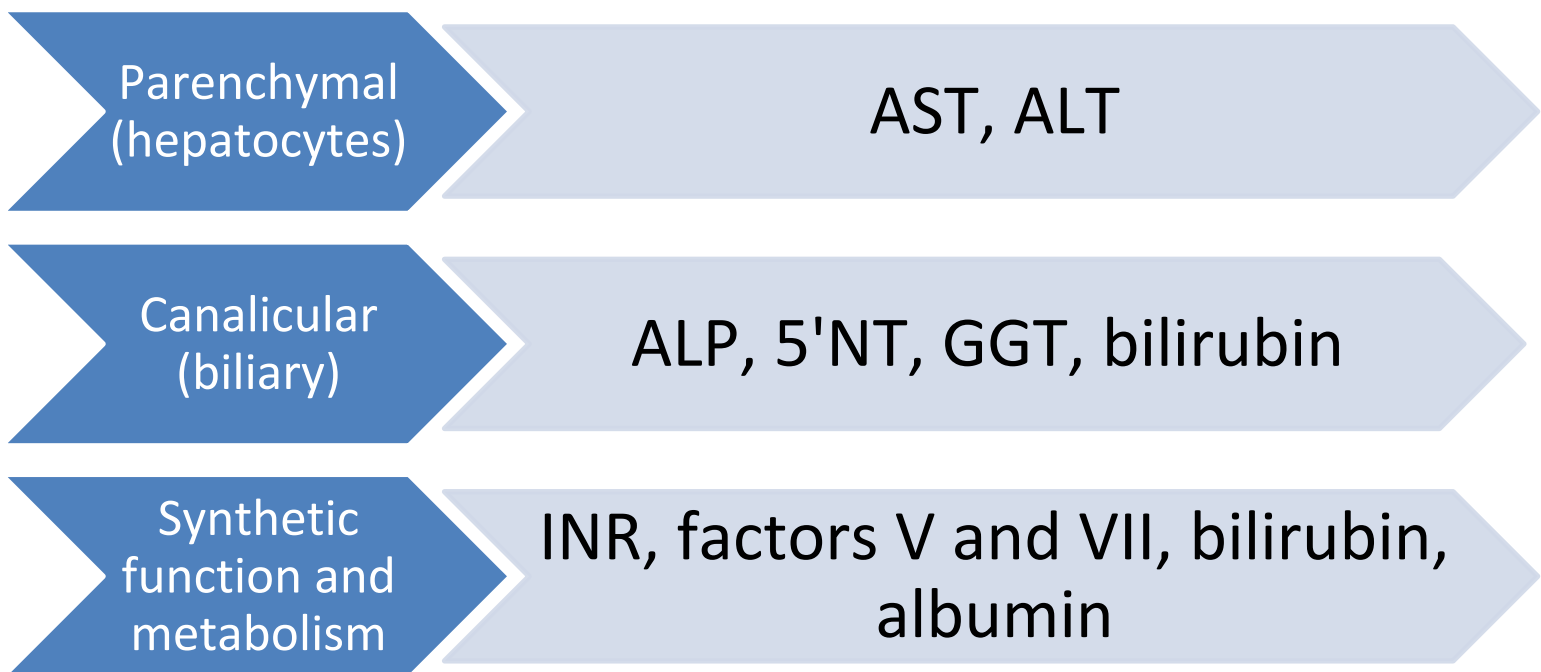 Parenchymal
(hepatocytes)
AST, ALT
Canalicular
(biliary)
ALP, 5'NT, GGT, bilirubin
Synthetic
function and
metabolism
INR, factors V and VII, bilirubin,
albumin